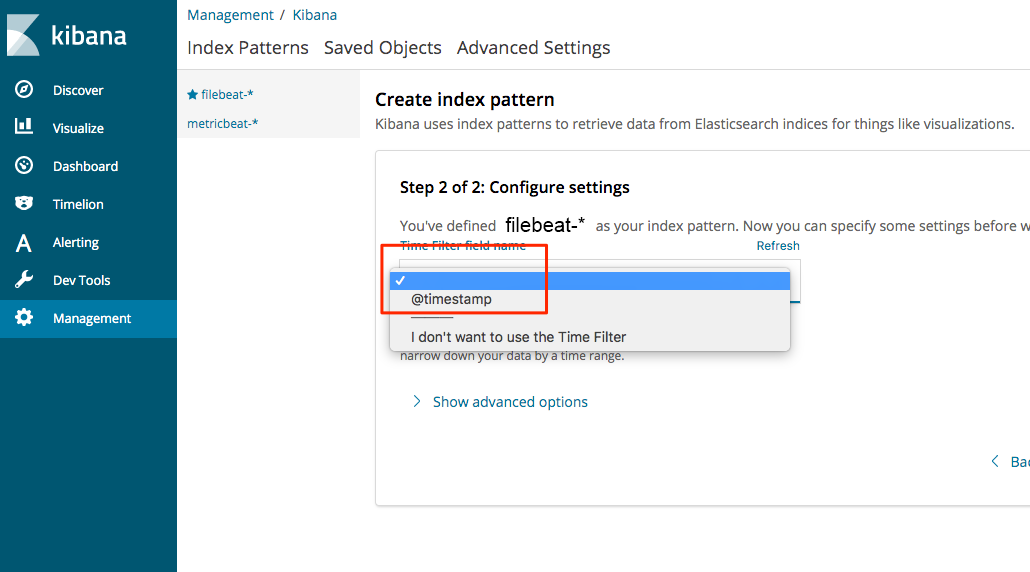 kibana
Discover
Visualize
Dashboard
Timelion
Alerting
Dev Tools
Management
Management / Kibana
Index Patterns Saved Objects Advanced Settings
filebeat-*
metricbeat-*
Create index pattern
Kibana uses index patterns to retrieve data from Elasticsearch indices for things like visualizations.
Step 2 of 2: Configure settings
You've defined filebeat-* as your index pattern. Now you can specify some settings before w
Time Filter field name Refresh
@timestamp
I don't want to use the Time Filter
narrow down your data by a time range.
Show advanced options
Bac